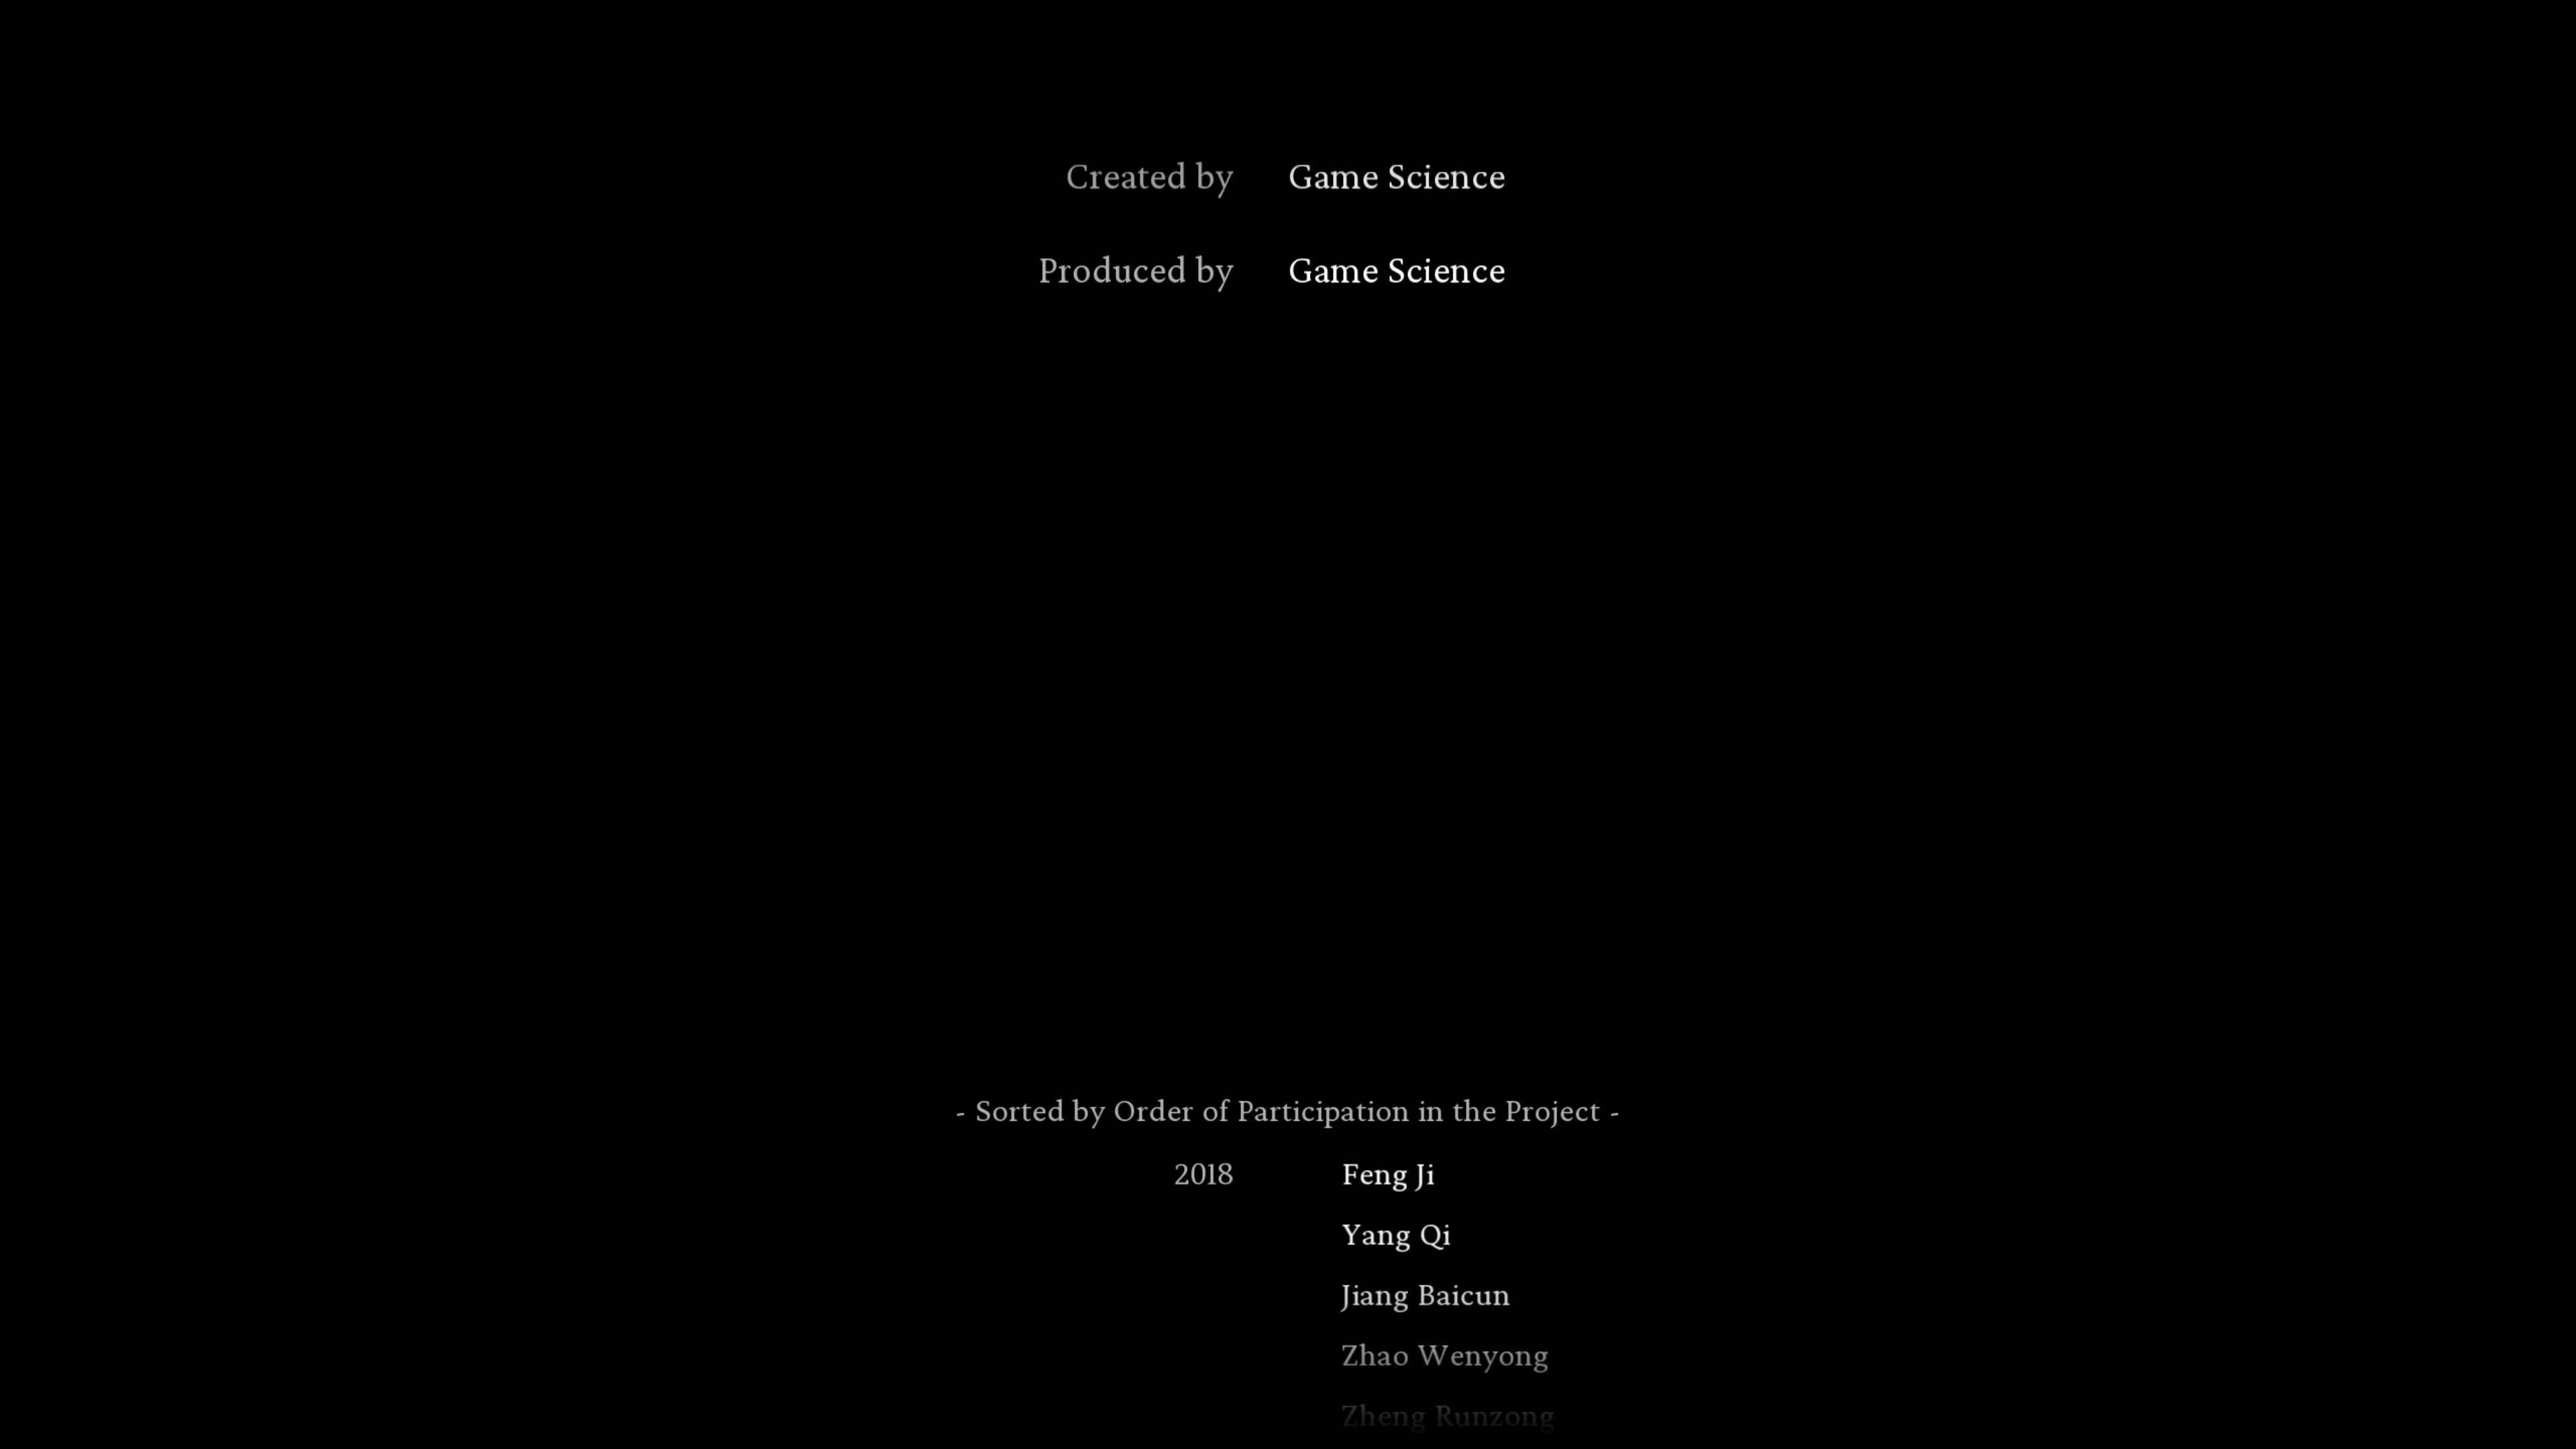 Created by Game Science
Produced by Game Science
- Sorted by Order of Participation in the Project -
2018 Feng Ji
Yang Qi
Jiang Baicun
Zhao Wenyong
Zheng Runzong